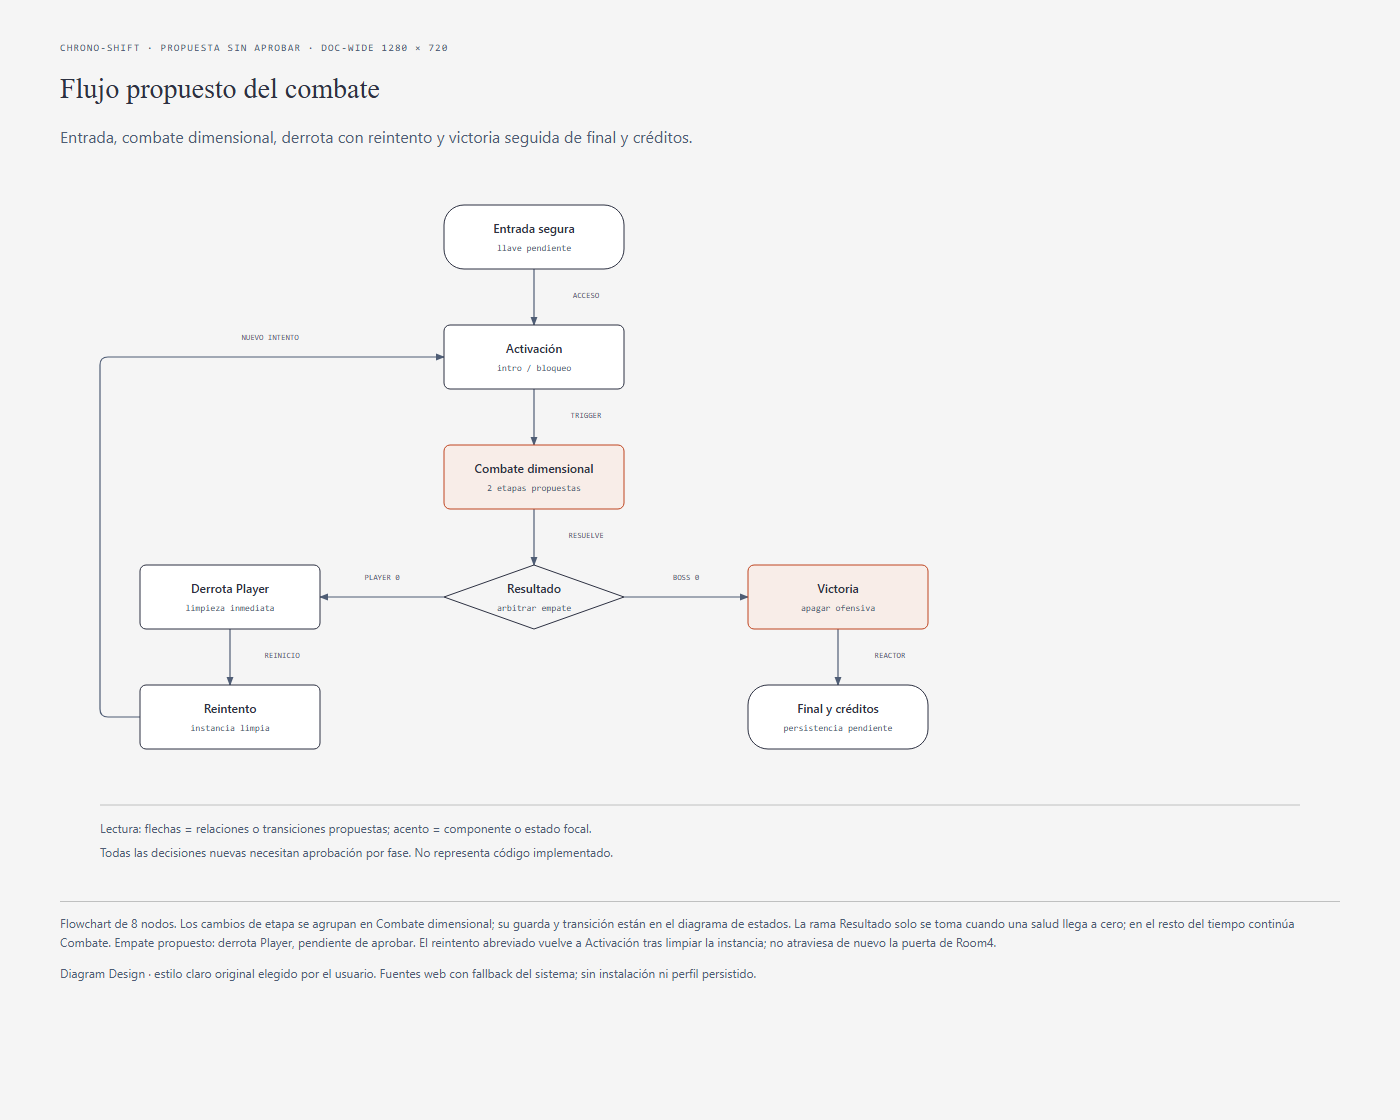 CHRONO-SHIFT · PROPUESTA SIN APROBAR · DOC-WIDE 1280 × 720
Flujo propuesto del combate
Entrada, combate dimensional, derrota con reintento y victoria seguida de final y créditos.
Entrada segura
llave pendiente
ACCESO
NUEVO INTENTO
Activación
intro / bloqueo
TRIGGER
Combate dimensional
2 etapas propuestas
RESUELVE
Derrota Player
limpieza inmediata
PLAYER 0
Resultado
arbitrar empate
BOSS 0
Victoria
apagar ofensiva
REINICIO
REACTOR
Reintento
instancia limpia
Final y créditos
persistencia pendiente
Lectura: flechas = relaciones o transiciones propuestas; acento = componente o estado focal.
Todas las decisiones nuevas necesitan aprobación por fase. No representa código implementado.
Flowchart de 8 nodos. Los cambios de etapa se agrupan en Combate dimensional; su guarda y transición están en el diagrama de estados. La rama Resultado solo se toma cuando una salud llega a cero; en el resto del tiempo continúa
Combate. Empate propuesto: derrota Player, pendiente de aprobar. El reintento abreviado vuelve a Activación tras limpiar la instancia; no atraviesa de nuevo la puerta de Room4.
Diagram Design · estilo claro original elegido por el usuario. Fuentes web con fallback del sistema; sin instalación ni perfil persistido.